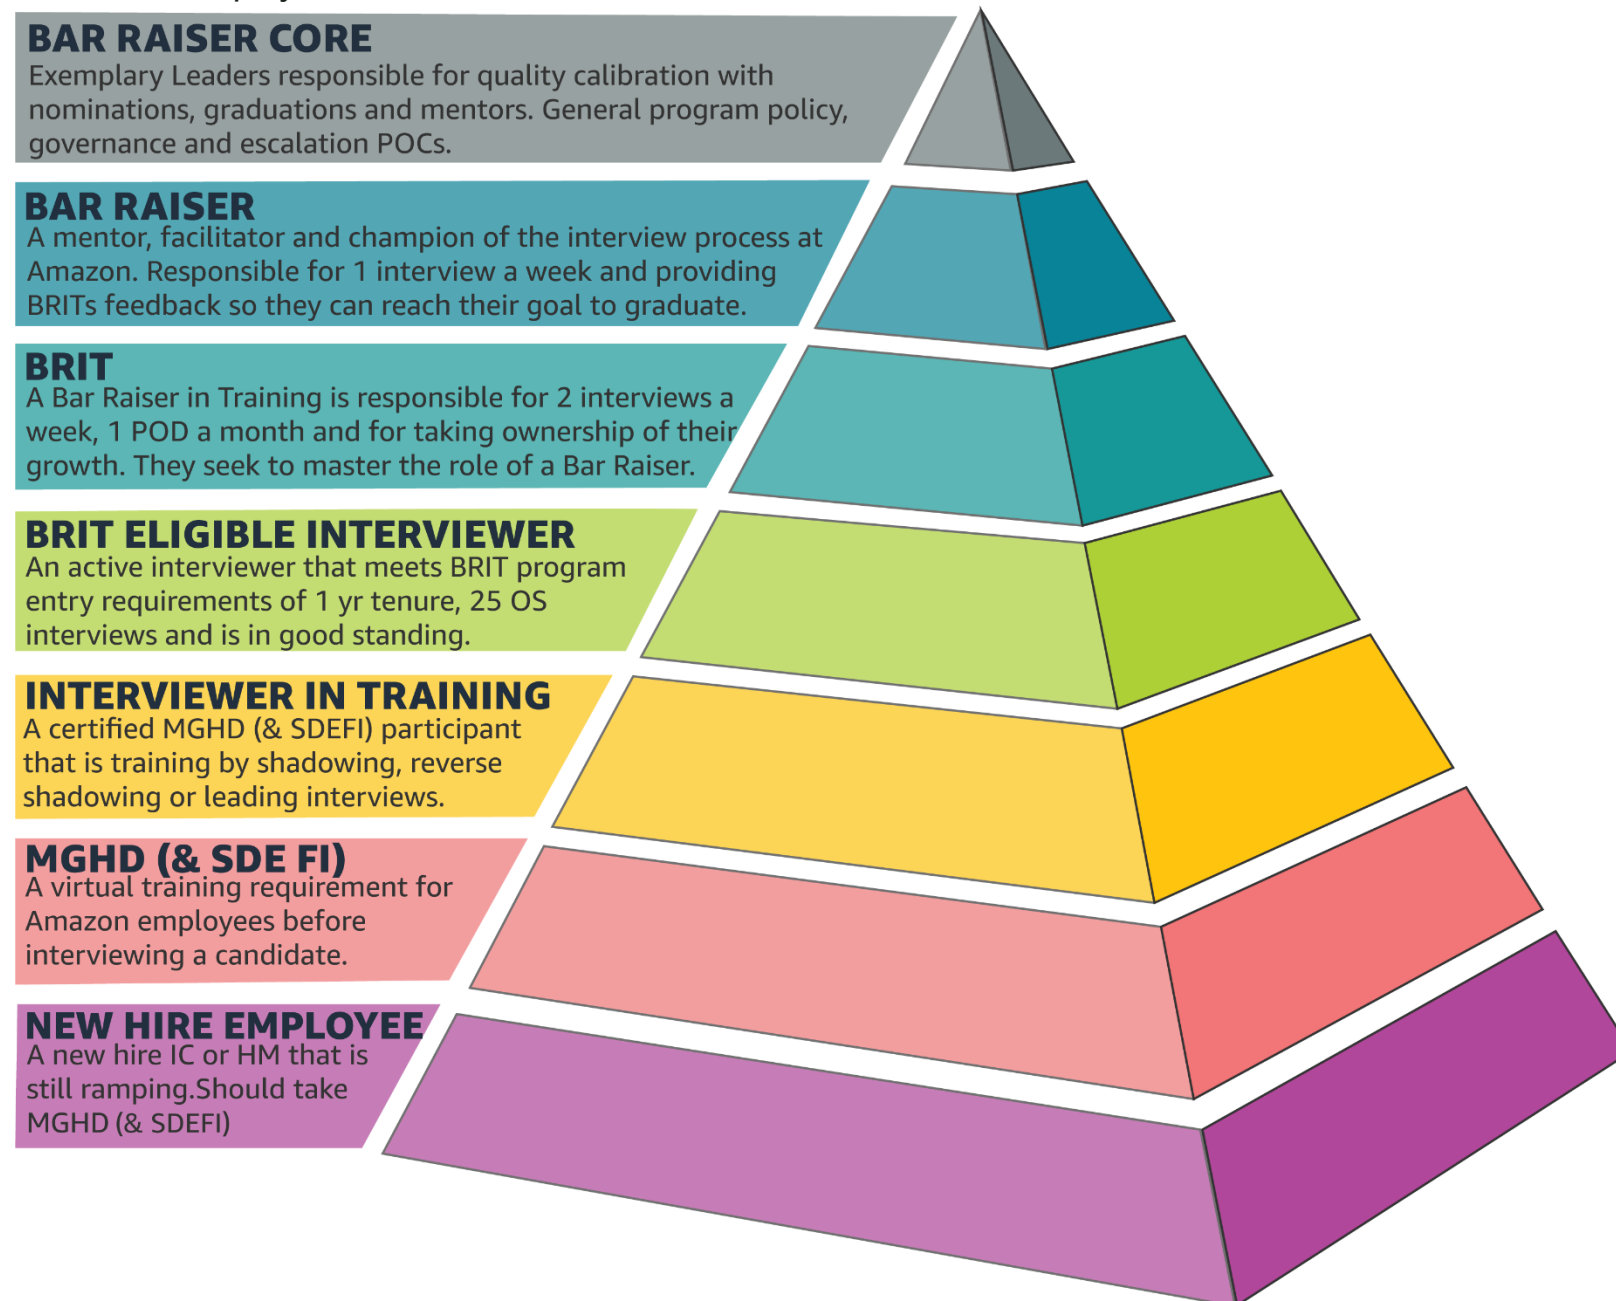 BAR RAISER CORE
Exemplary Leaders responsible for quality calibration with
nominations, graduations and mentors. General program policy,
governance and escalation POCs.
BAR RAISER
A mentor, facilitator and champion of the interview process at
Amazon. Responsible for 1 interview a week and providing
BRITs feedback so they can reach their goal to graduate.
BRIT
A Bar Raiser in Training is responsible for 2 interviews a
week, 1 POD a month and for taking ownership of their
growth. They seek to master the role of a Bar Raiser.
BRIT ELIGIBLE INTERVIEWER
An active interviewer that meets BRIT program
entry requirements of 1 yr tenure, 25 OS
interviews and is in good standing.
INTERVIEWER IN TRAINING
A certified MGHD (& SDEFI) participant
that is training by shadowing, reverse
shadowing or leading interviews.
MGHD (& SDE FI)
A virtual training requirement for
Amazon employees before
interviewing a candidate.
NEW HIRE EMPLOYEE
A new hire IC or HM that is
still ramping.Should take
MGHD (& SDEFI)